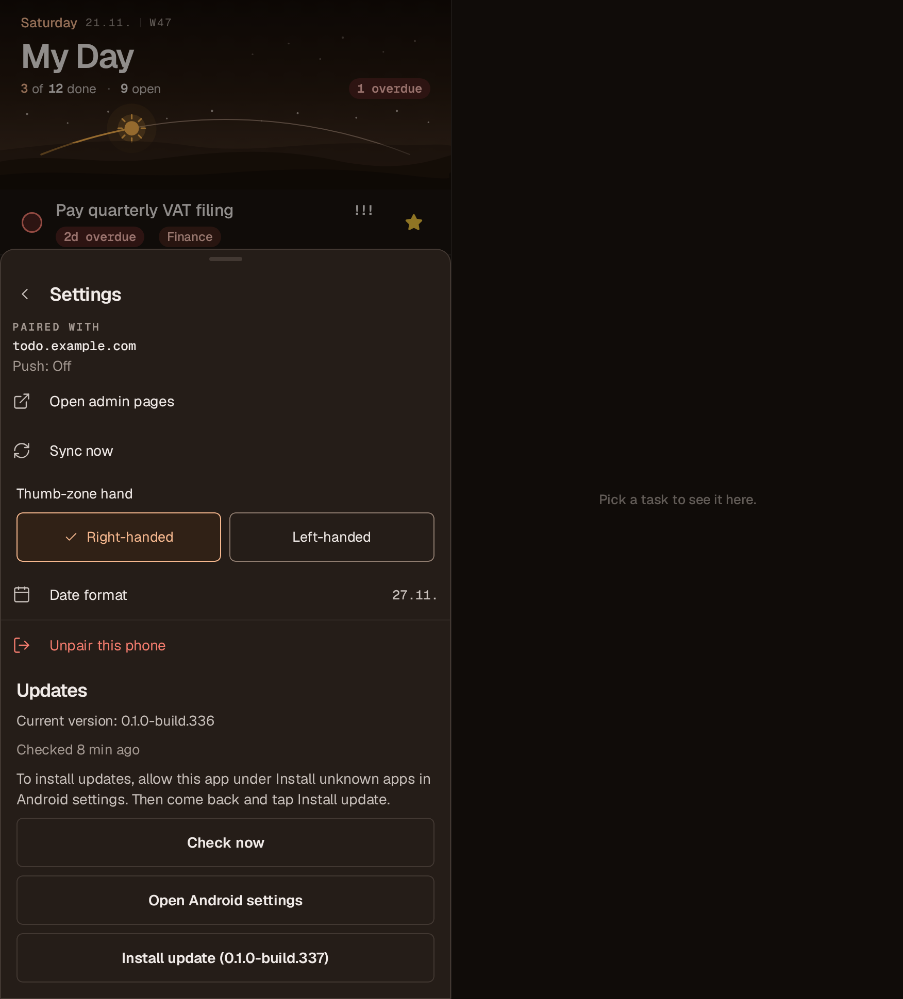 Saturday 21.11. | W47
My Day
3 of 12 done · 9 open
1 overdue
Pay quarterly VAT filing !!!
2d overdue Finance
Settings
PAIRED WITH
todo.example.com
Push: Off
Open admin pages
Sync now
Thumb-zone hand
Right-handed Left-handed
Date format 27.11.
Unpair this phone
Updates
Current version: 0.1.0-build.336
Checked 8 min ago
To install updates, allow this app under Install unknown apps in
Android settings. Then come back and tap Install update.
Check now
Open Android settings
Install update (0.1.0-build.337)
Pick a task to see it here.